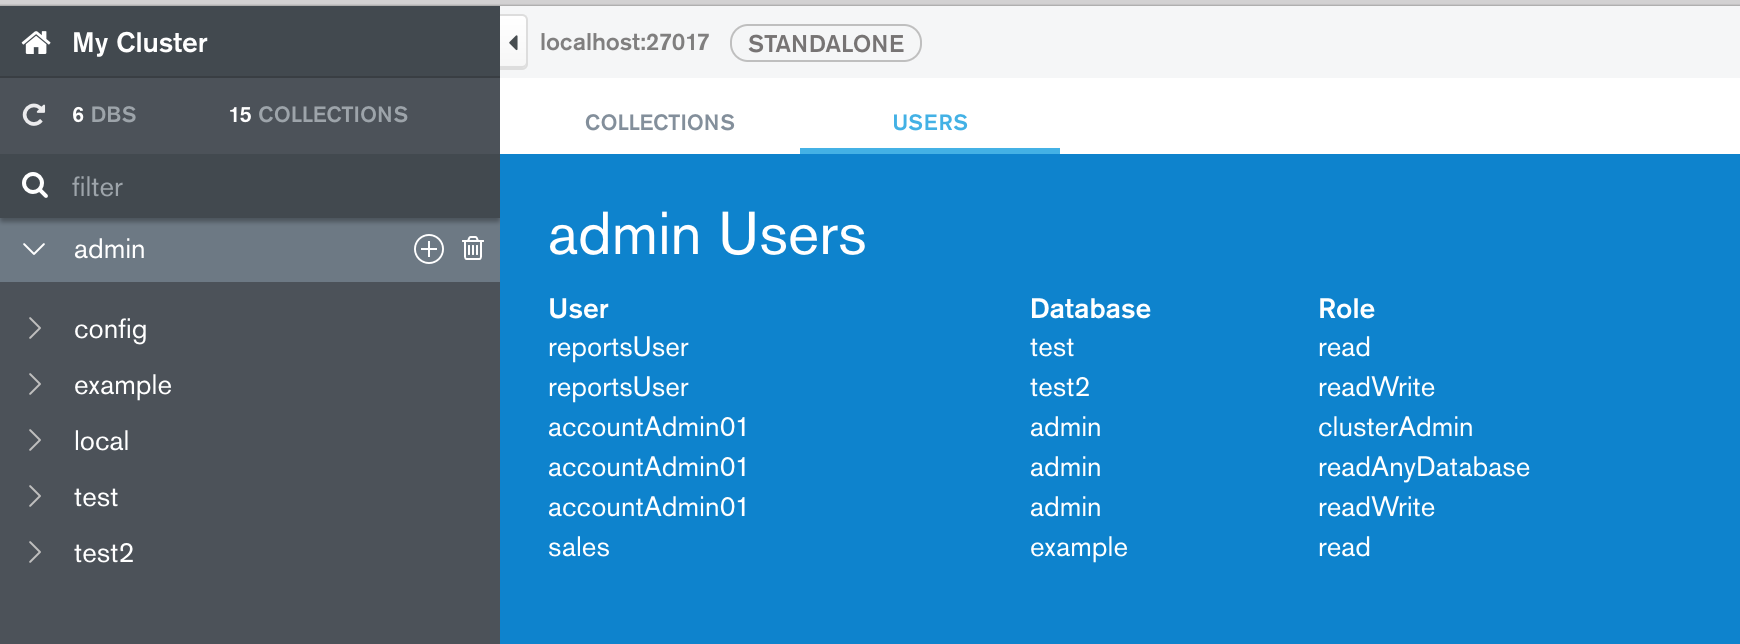 My Cluster
localhost:27017 STANDALONE
6 DBS 15 COLLECTIONS
COLLECTIONS USERS
filter
admin
config
example
local
test
test2
admin Users
User Database Role
reportsUser test read
reportsUser test2 readWrite
accountAdmin01 admin clusterAdmin
accountAdmin01 admin readAnyDatabase
accountAdmin01 admin readWrite
sales example read